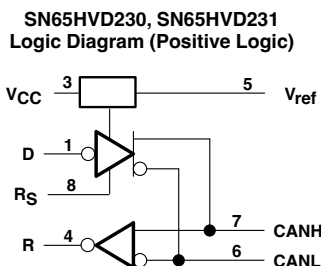 SN65HVD230, SN65HVD231
Logic Diagram (Positive Logic)
VCC 3 5 Vref
D 1
RS 8
R 4
7 CANH
6 CANL